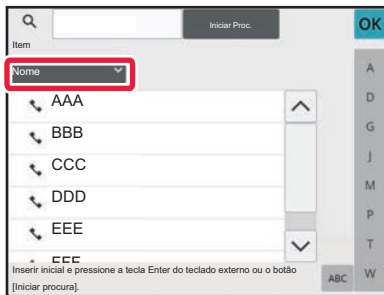 Iniciar Proc.
OK
Item
Nome
AAA
BBB
CCC
DDD
EEE
FFF
A
D
G
J
M
P
T
W
ABC
Inserir inicial e pressione a tecla Enter do teclado externo ou o botão
[Iniciar procura].